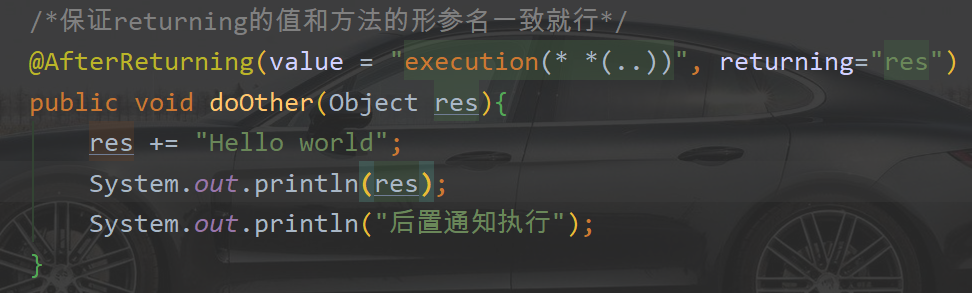 /*保证returning的值和方法的形参名一致就行*/
@AfterReturning(value = "execution(* *(..))", returning="res")
public void doOther(Object res){
res += "Hello world";
System.out.println(res);
System.out.println("后置通知执行");
}